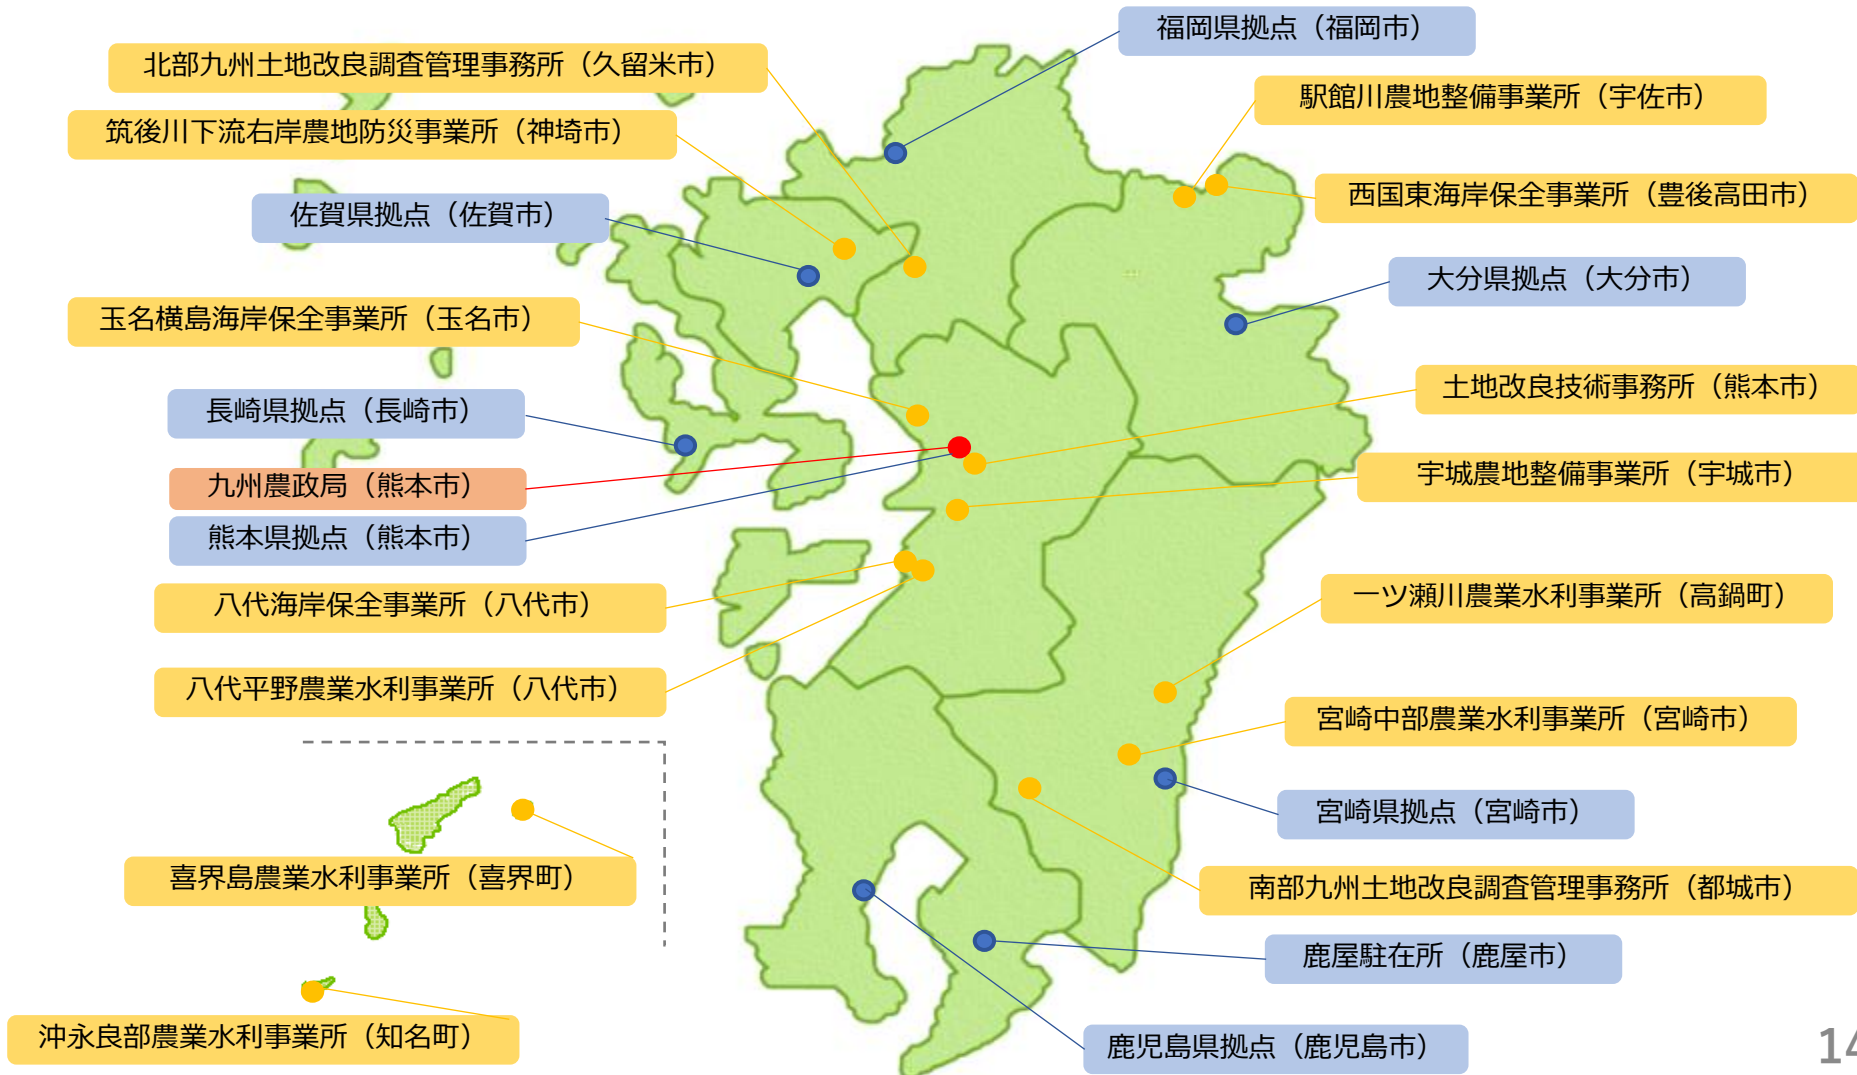 福岡県拠点（福岡市）
北部九州土地改良調査管理事務所（久留米市）
駅館川農地整備事業所（宇佐市）
筑後川下流右岸農地防災事業所（神埼市）
西国東海岸保全事業所（豊後高田市）
佐賀県拠点（佐賀市）
大分県拠点（大分市）
玉名横島海岸保全事業所（玉名市）
土地改良技術事務所（熊本市）
長崎県拠点（長崎市）
宇城農地整備事業所（宇城市）
九州農政局（熊本市）
熊本県拠点（熊本市）
八代海岸保全事業所（八代市）
一ツ瀬川農業水利事業所（高鍋町）
八代平野農業水利事業所（八代市）
宮崎中部農業水利事業所（宮崎市）
宮崎県拠点（宮崎市）
喜界島農業水利事業所（喜界町）
南部九州土地改良調査管理事務所（都城市）
鹿屋駐在所（鹿屋市）
沖永良部農業水利事業所（知名町）
鹿児島県拠点（鹿児島市）
14